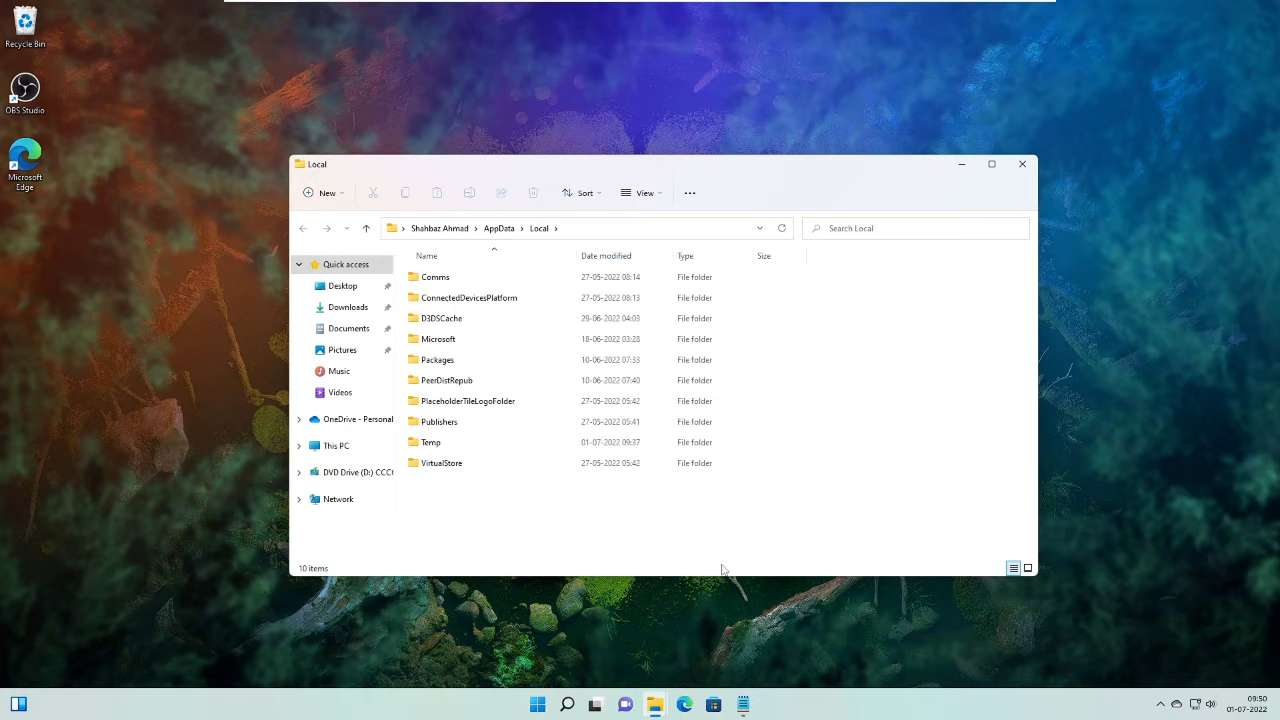 Recycle Bin
OBS Studio
Microsoft
Edge
Local
New
Sort
View
Shahbaz Ahmad
AppData
Local
Search Local
Name
Date modified
Type
Size
Quick access
Desktop
Downloads
Documents
Pictures
Music
Videos
OneDrive - Personal
This PC
DVD Drive (D:) CCC
Network
Comms 27-05-2022 08:14 File folder
ConnectedDevicesPlatform 27-05-2022 08:13 File folder
D3DSCache 29-06-2022 04:03 File folder
Microsoft 18-06-2022 03:28 File folder
Packages 10-06-2022 07:33 File folder
PeerDistRepub 10-06-2022 07:40 File folder
PlaceholderTileLogoFolder 27-05-2022 05:42 File folder
Publishers 27-05-2022 05:41 File folder
Temp 01-07-2022 09:37 File folder
VirtualStore 27-05-2022 05:42 File folder
10 items
09:50
01-07-2022